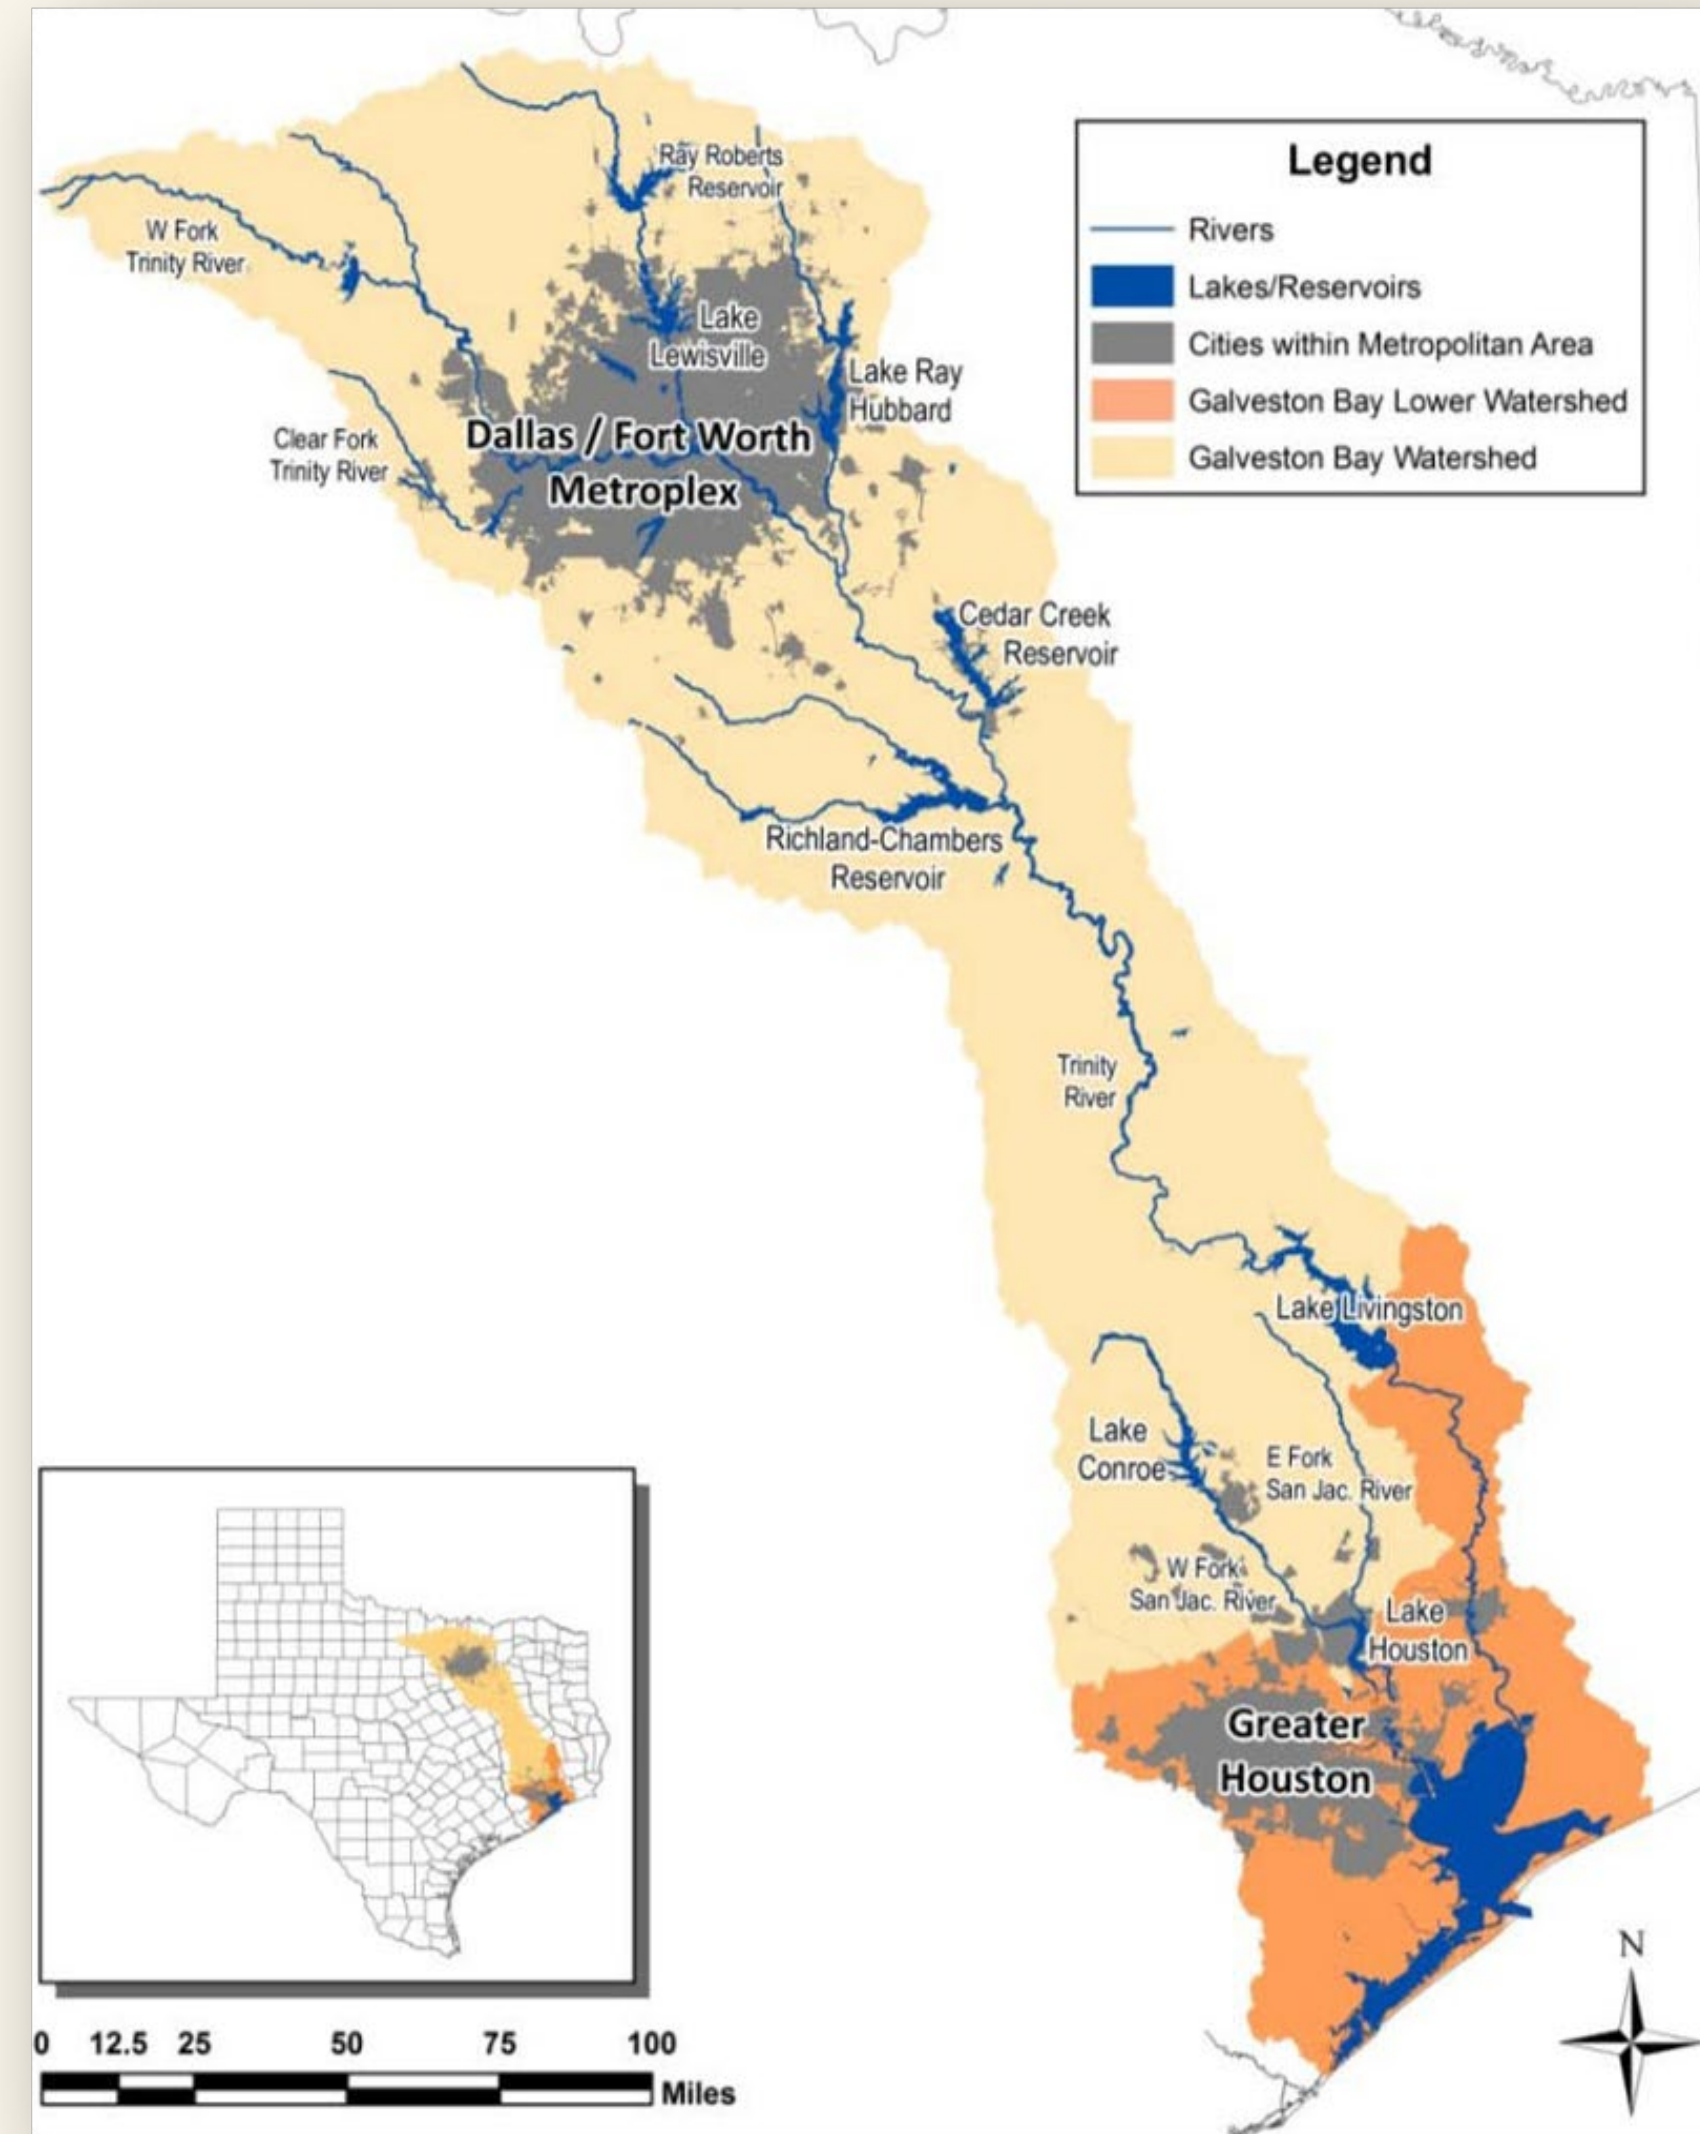 Ray Roberts
Reservoir
W Fork
Trinity River
Lake
Lewisville
Lake Ray
Hubbard
Clear Fork
Trinity River
Dallas / Fort Worth
Metroplex
Cedar Creek
Reservoir
Richland-Chambers
Reservoir
Trinity
River
Lake Livingston
Lake
Conroe
E Fork
San Jac. River
W Fork
San Jac. River
Lake
Houston
Greater
Houston
Legend
Rivers
Lakes/Reservoirs
Cities within Metropolitan Area
Galveston Bay Lower Watershed
Galveston Bay Watershed
N
0 12.5 25 50 75 100
Miles